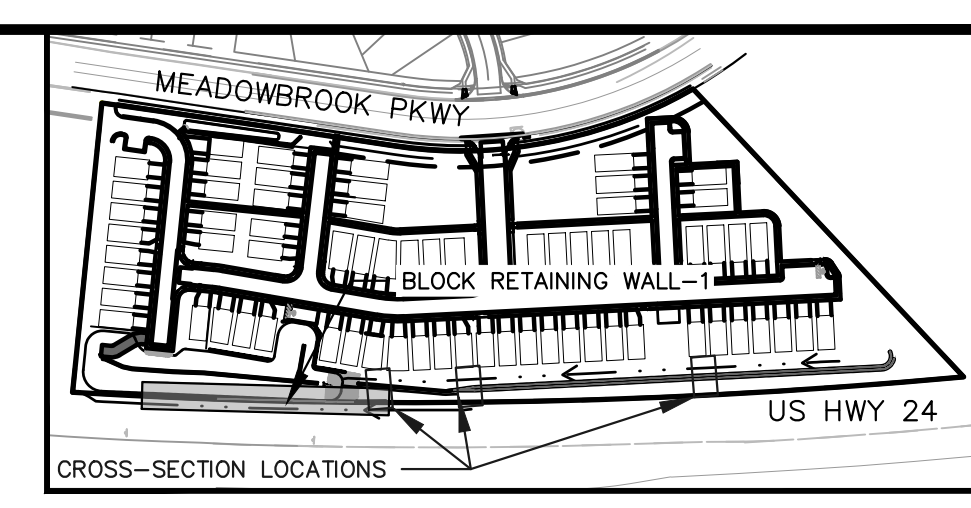 MEADOWBROOK PKWY
BLOCK RETAINING WALL-1
US HWY 24
CROSS-SECTION LOCATIONS